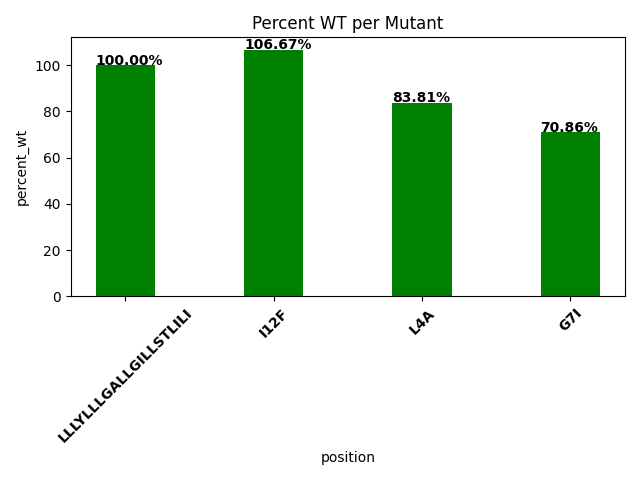 Percent WT per Mutant
percent_wt
100
80
60
40
20
0
100.00%
106.67%
83.81%
70.86%
LLLYLLLGALLGILLSTLILI
I12F
L4A
G7I
position